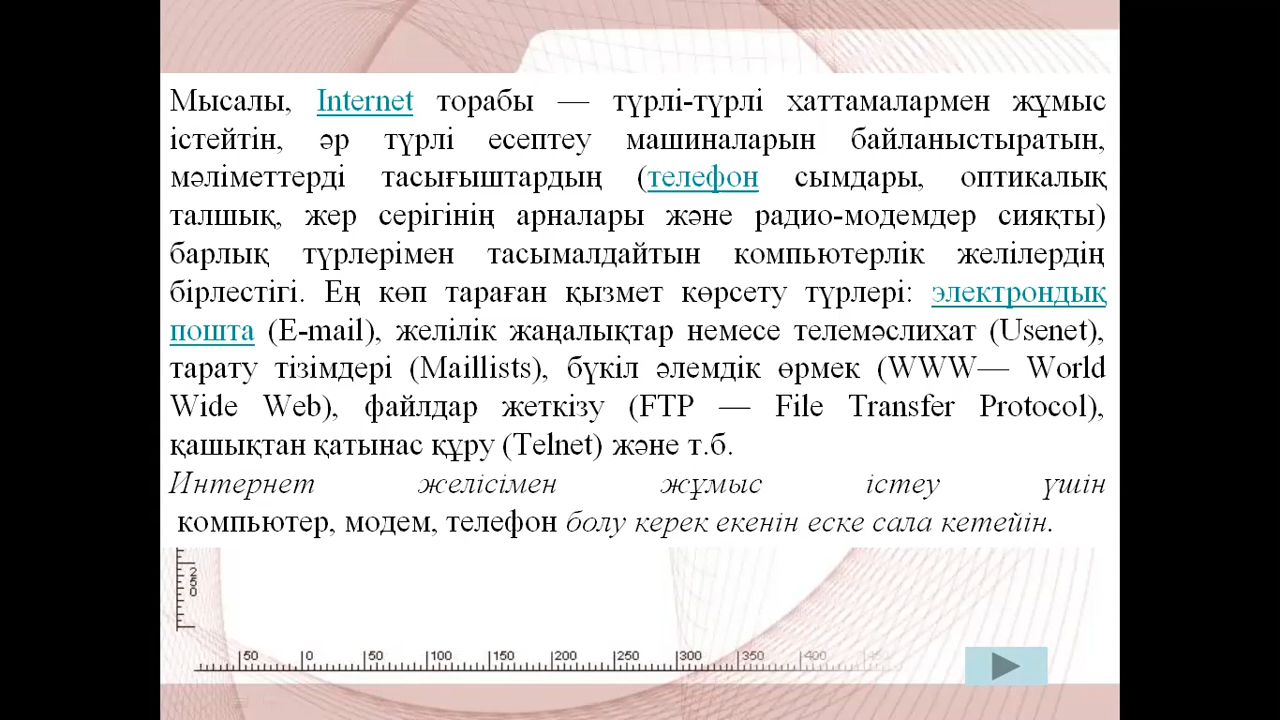 Мысалы, Internet торабы — түрлі-түрлі хаттамалармен жұмыс
істейтін, әр түрлі есептеу машиналарын байланыстыратын,
мәліметтерді тасығыштардың (телефон сымдары, оптикалық
талшық, жер серігінің арналары және радио-модемдер сияқты)
барлық түрлерімен тасымалдайтын компьютерлік желілердің
бірлестігі. Ең көп тараған қызмет көрсету түрлері: электрондық
пошта (E-mail), желілік жаңалықтар немесе телемәслихат (Usenet),
тарату тізімдері (Maillists), бүкіл әлемдік өрмек (WWW— World
Wide Web), файлдар жеткізу (FTP — File Transfer Protocol),
қашықтан қатынас құру (Telnet) және т.б.
Интернет желісімен жұмыс істеу үшін
компьютер, модем, телефон болу керек екенін еске сала кетейін.
50 0 50 100 150 200 250 300 350 400 450